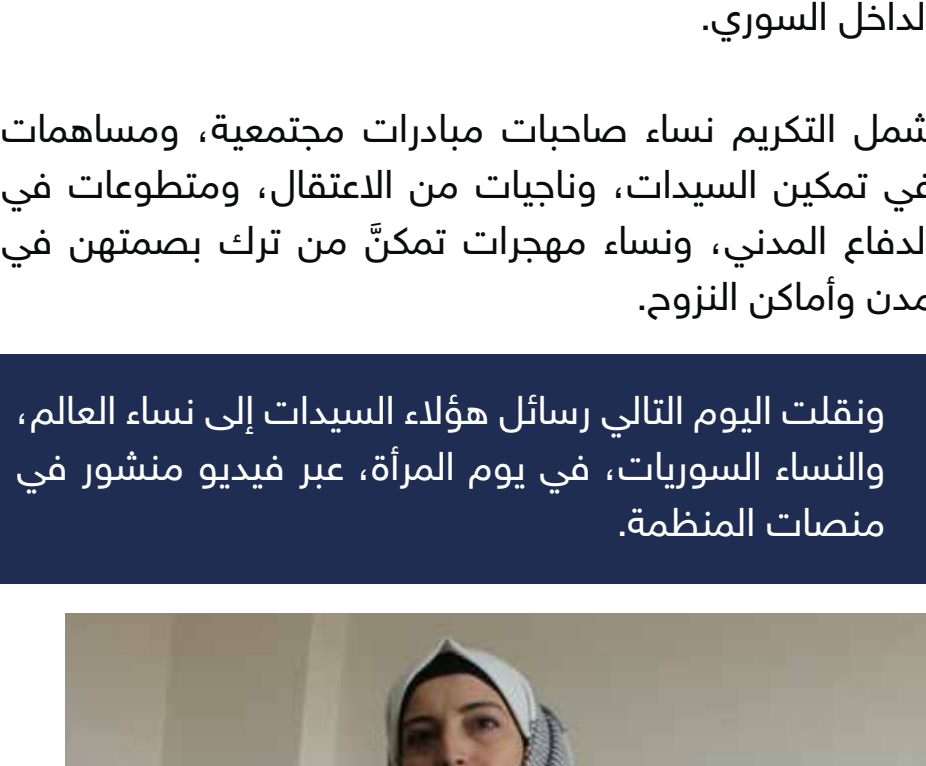 الداخل السوري.
شمل التكريم نساء صاحبات مبادرات مجتمعية، ومساهمات
في تمكين السيدات، وناجيات من الاعتقال، ومتطوعات في
الدفاع المدني، ونساء مهجرات تمكنَّ من ترك بصمتهن في
مدن وأماكن النزوح.
ونقلت اليوم التالي رسائل هؤلاء السيدات إلى نساء العالم،
والنساء السوريات، في يوم المرأة، عبر فيديو منشور في
منصات المنظمة.